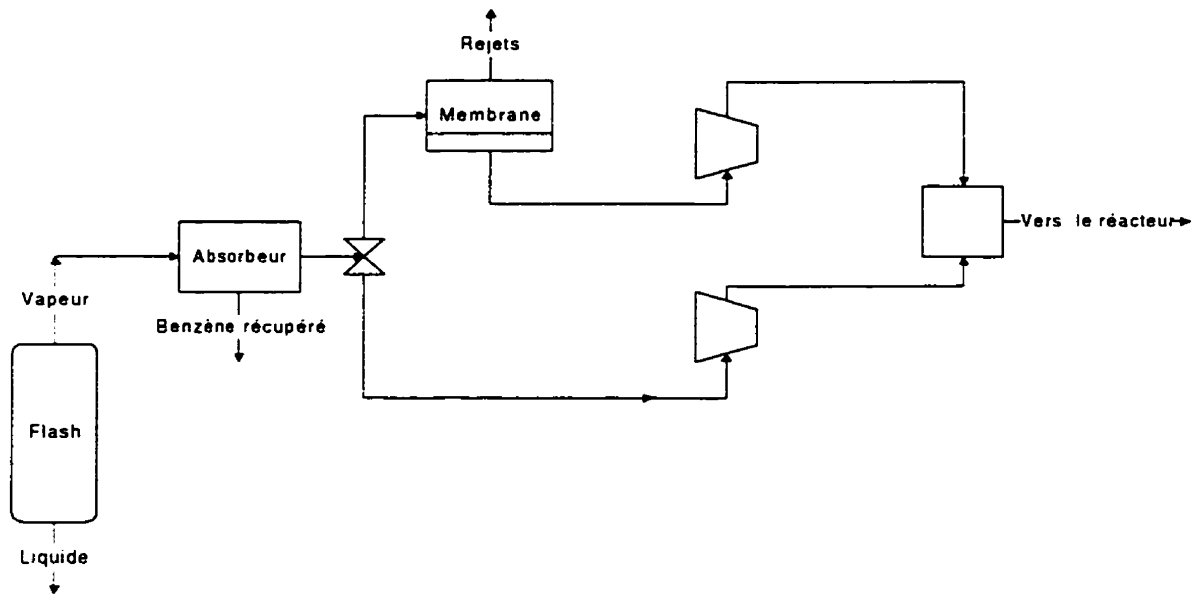 Rejets
Membrane
Absorbeur
Vers le réacteur
Vapeur
Benzène récupéré
Flash
Liquide